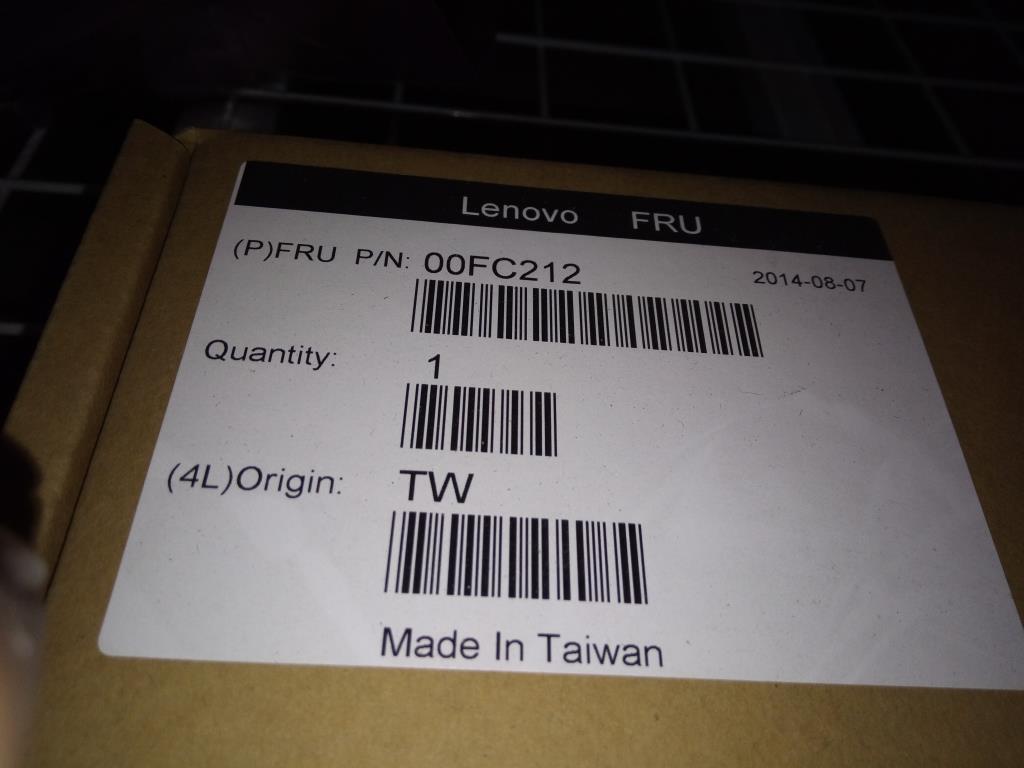 Lenovo FRU
(P)FRU P/N: 00FC212
2014-08-07
Quantity: 1
(4L)Origin: TW
Made In Taiwan